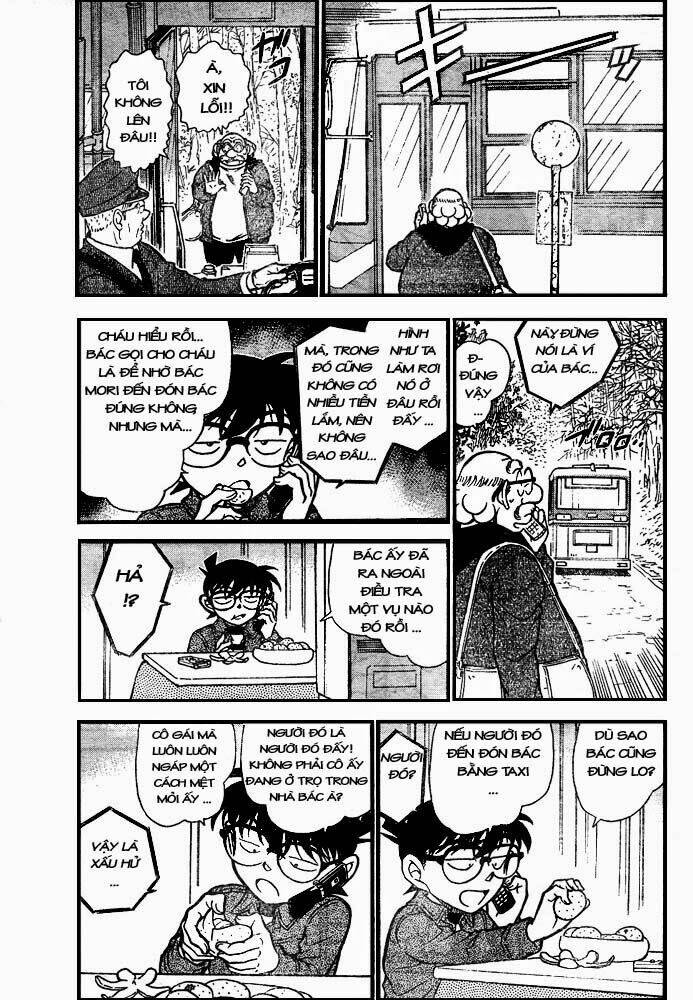 キーッ
À,
XIN
LỖI!!
TÔI
KHÔNG
LÊN
ĐÂU!!
NÀY, ĐỪNG
NÓI LÀ VÍ
CỦA BÁC...
Đ-
ĐÚNG
VẬY
...
HÌNH
NHƯ TA
LÀM RƠI
NÓ Ở
ĐÂU RỒI
ĐẤY ...
MÀ, TRONG
ĐÓ CŨNG
KHÔNG CÓ
NHIỀU TIỀN
LẮM, NÊN
KHÔNG
SAO ĐÂU...
CHÁU HIỂU RỒI...
BÁC GỌI CHO CHÁU
LÀ ĐỂ NHỜ BÁC
MORI ĐẾN ĐÓN BÁC
ĐÚNG KHÔNG,
NHƯNG MÀ...
BÁC ẤY ĐÃ
RA NGOÀI
ĐIỀU TRA
MỘT VỤ NÀO
ĐÓ RỒI ...
HẢ
!?
DÙ SAO
BÁC CŨNG
ĐỪNG LO?
NẾU NGƯỜI ĐÓ
ĐẾN ĐÓN BÁC
BẰNG TAXI
...
NGƯỜI
ĐÓ?
NGƯỜI ĐÓ LÀ
NGƯỜI ĐÓ ĐẤY!
KHÔNG PHẢI CÔ ẤY
ĐANG Ở TRỌ TRONG
NHÀ BÁC À?
CÔ GÁI MÀ
LUÔN LUÔN
NGÁP MỘT
CÁCH MỆT
MỎI ẤY ...
VẬY LÀ
XẤU HỬ
...